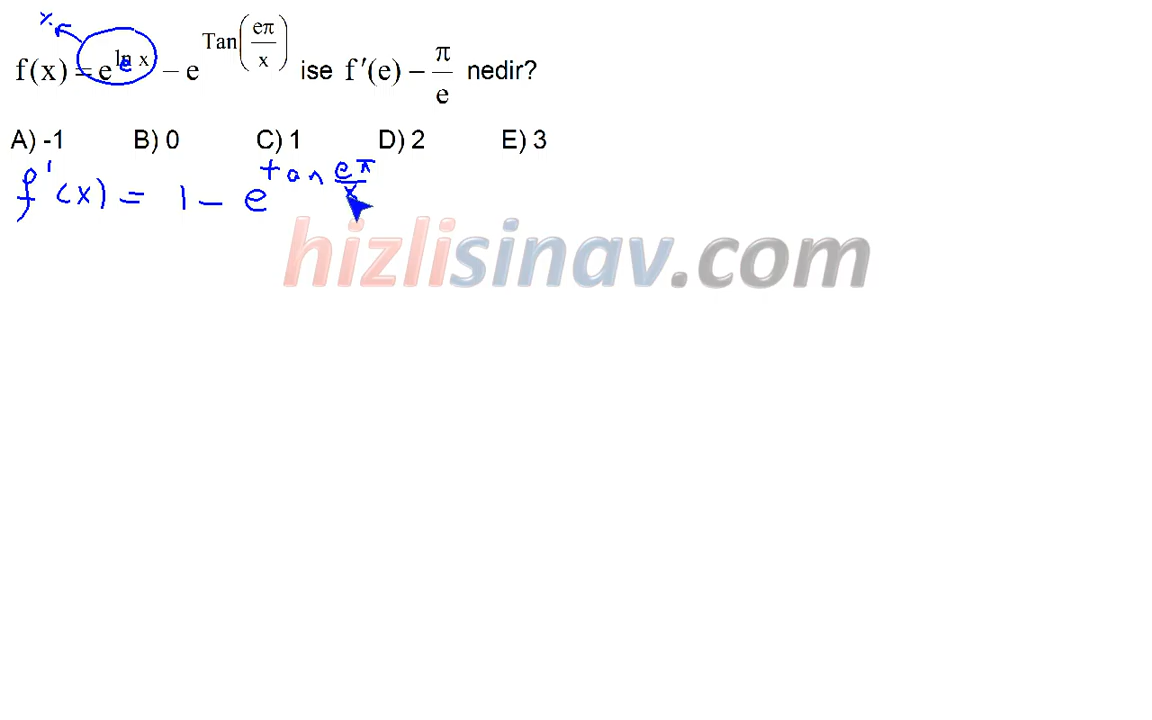 x
f(x) = e^{ln x} – e^{Tan(eπ/x)} ise f′(e) – π/e nedir?
e
A) -1 B) 0 C) 1 D) 2 E) 3
f'(x) = 1 – e^{tan eπ/x}
hizlisinav.com